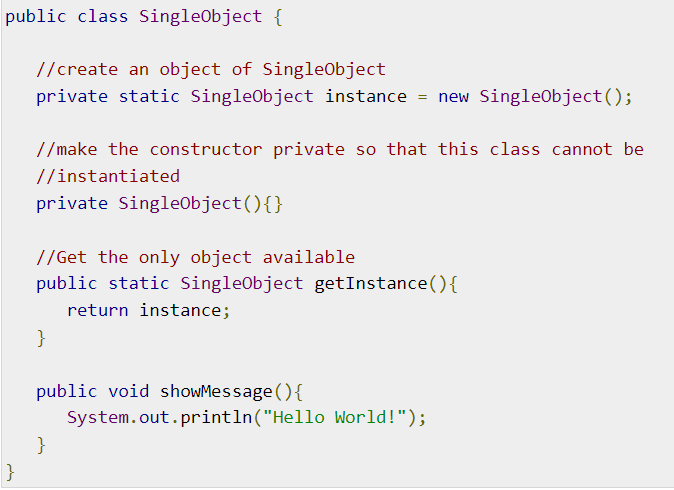 public class SingleObject {
//create an object of SingleObject
private static SingleObject instance = new SingleObject();
//make the constructor private so that this class cannot be
//instantiated
private SingleObject(){}
//Get the only object available
public static SingleObject getInstance(){
return instance;
}
public void showMessage(){
System.out.println("Hello World!");
}
}